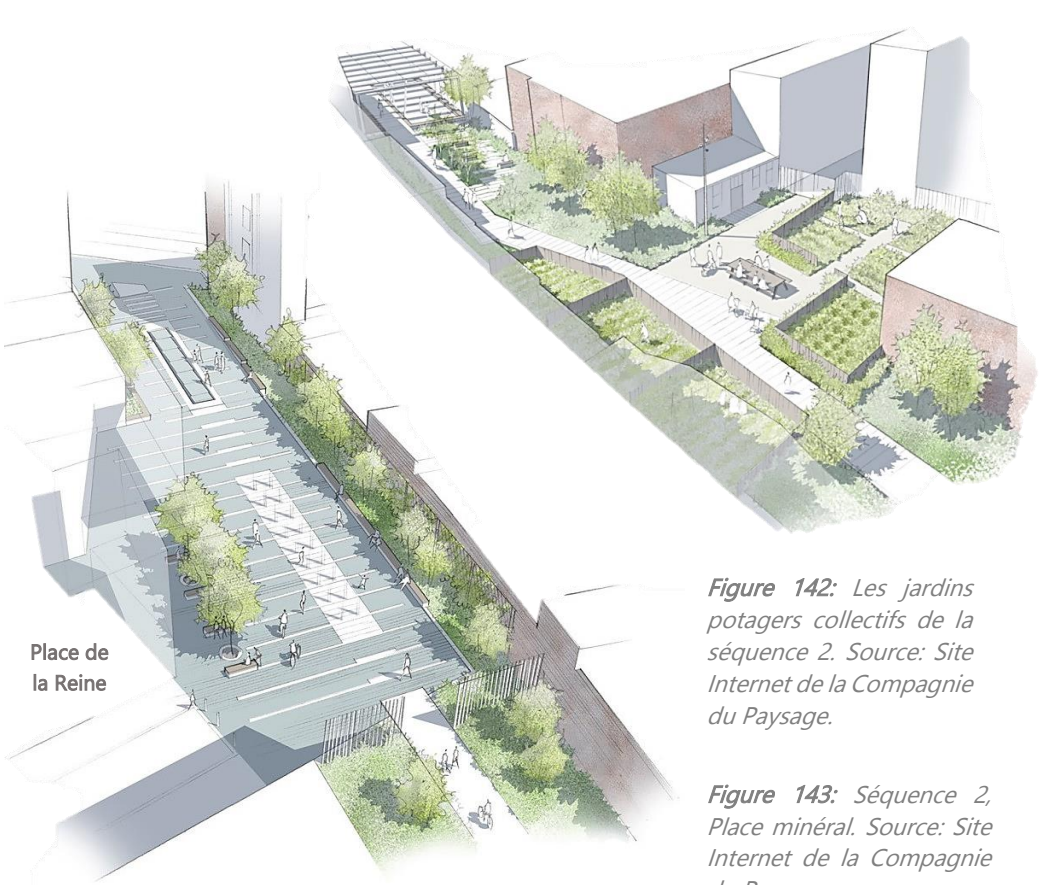 Place de
la Reine
Figure 142: Les jardins
potagers collectifs de la
séquence 2. Source: Site
Internet de la Compagnie
du Paysage.
Figure 143: Séquence 2,
Place minéral. Source: Site
Internet de la Compagnie